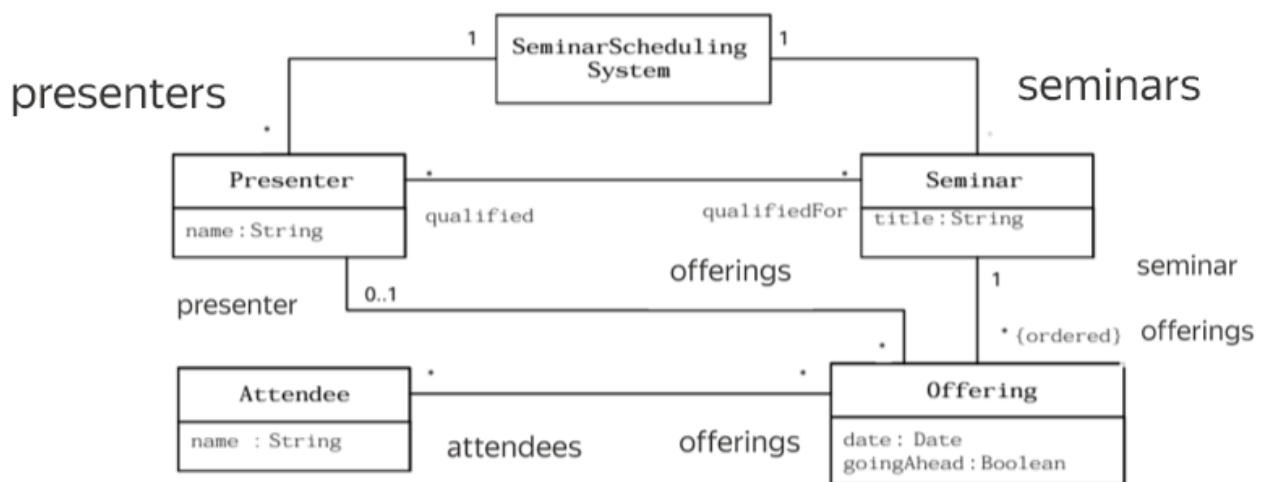 1
SeminarScheduling
System
1
presenters
seminars
*
Presenter
name:String
*
qualified
*
qualifiedFor
Seminar
title:String
presenter
0..1
offerings
*
1
seminar
* {ordered}
offerings
Attendee
name : String
*
attendees
*
offerings
Offering
date: Date
goingAhead:Boolean